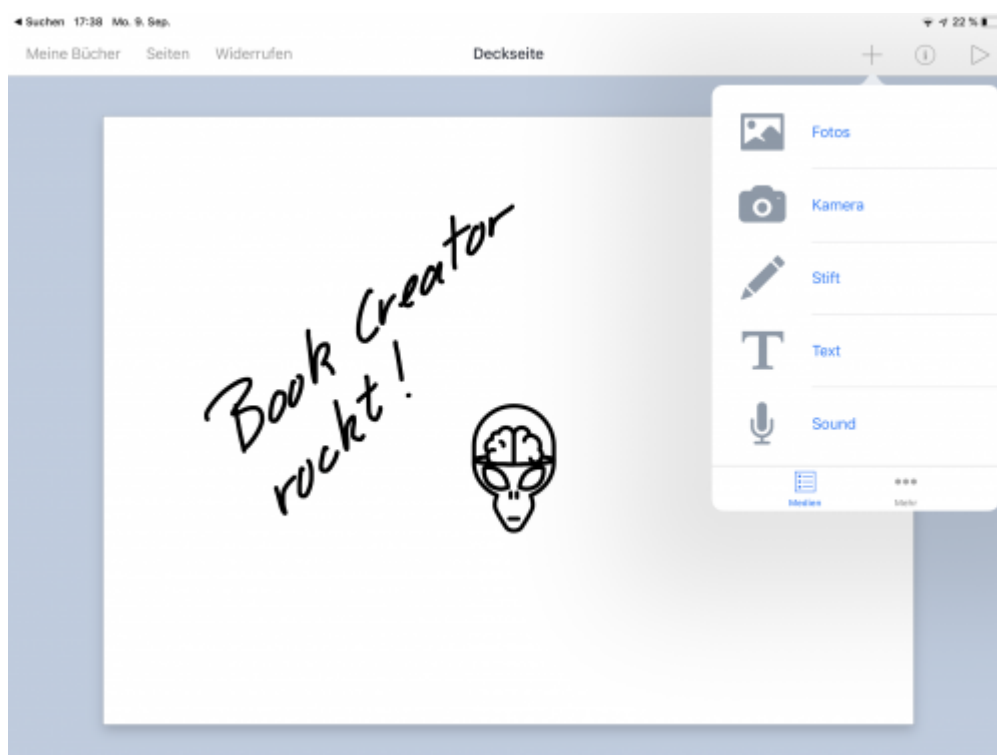 Suchen 17:38 Mo. 9. Sep. 22 %
Meine Bücher Seiten Widerrufen Deckseite
Fotos
Kamera
Stift
Text
Sound
Medien Mehr
Book Creator
rockt!